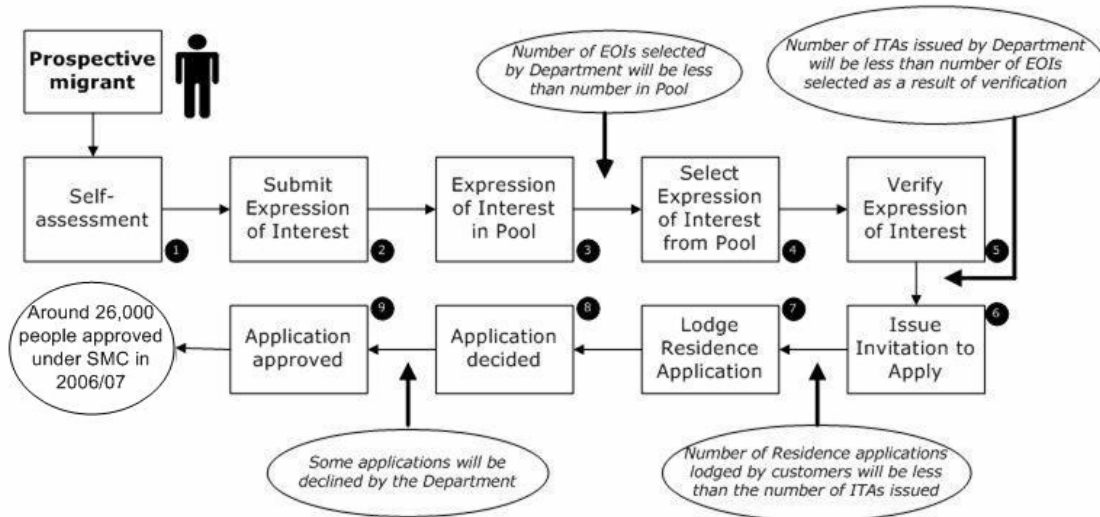 Prospective
migrant
Number of EOIs selected
by Department will be less
than number in Pool
Number of ITAs issued by Department
will be less than number of EOIs
selected as a result of verification
Self-
assessment
1
Submit
Expression
of Interest
2
Expression
of Interest
in Pool
3
Select
Expression
of Interest
from Pool
4
Verify
Expression
of Interest
5
Issue
Invitation to
Apply
6
Lodge
Residence
Application
7
Application
decided
8
Application
approved
9
Around 26,000
people approved
under SMC in
2006/07
Some applications will be
declined by the Department
Number of Residence applications
lodged by customers will be less
than the number of ITAs issued